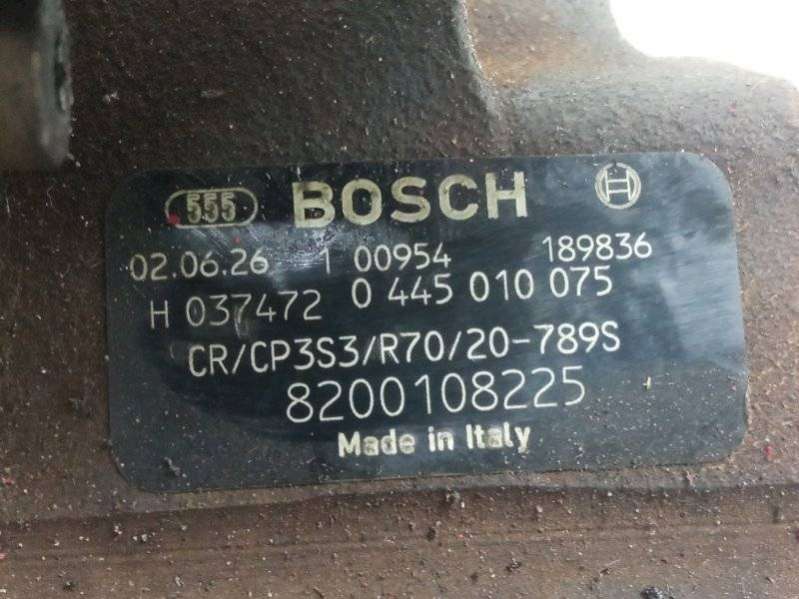 555 BOSCH
02.06.26 1 00954 189836
H 037472 0 445 010 075
CR/CP3S3/R70/20-789S
8200108225
Made in Italy